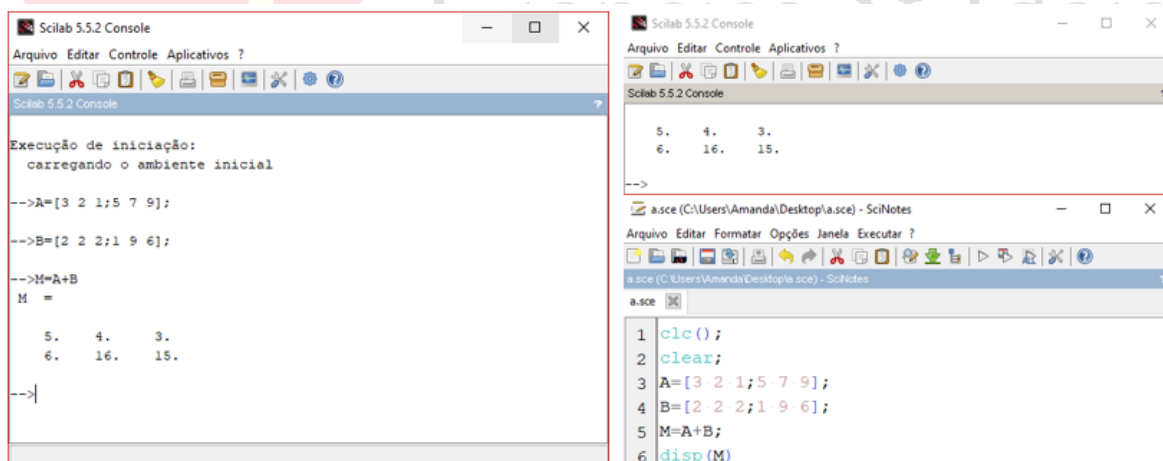 Scilab 5.5.2 Console
Arquivo Editar Controle Aplicativos ?
Scilab 5.5.2 Console ?
Execução de iniciação:
carregando o ambiente inicial
-->A=[3 2 1;5 7 9];
-->B=[2 2 2;1 9 6];
-->M=A+B
M =
5. 4. 3.
6. 16. 15.
-->
Scilab 5.5.2 Console
Arquivo Editar Controle Aplicativos ?
Scilab 5.5.2 Console
5. 4. 3.
6. 16. 15.
-->
a.sce (C:\Users\Amanda\Desktop\a.sce) - SciNotes
Arquivo Editar Formatar Opções Janela Executar ?
a.sce (C:\Users\Amanda\Desktop\a.sce) - SciNotes
a.sce
1 clc();
2 clear;
3 A=[3 2 1;5 7 9];
4 B=[2 2 2;1 9 6];
5 M=A+B;
6 disp(M)